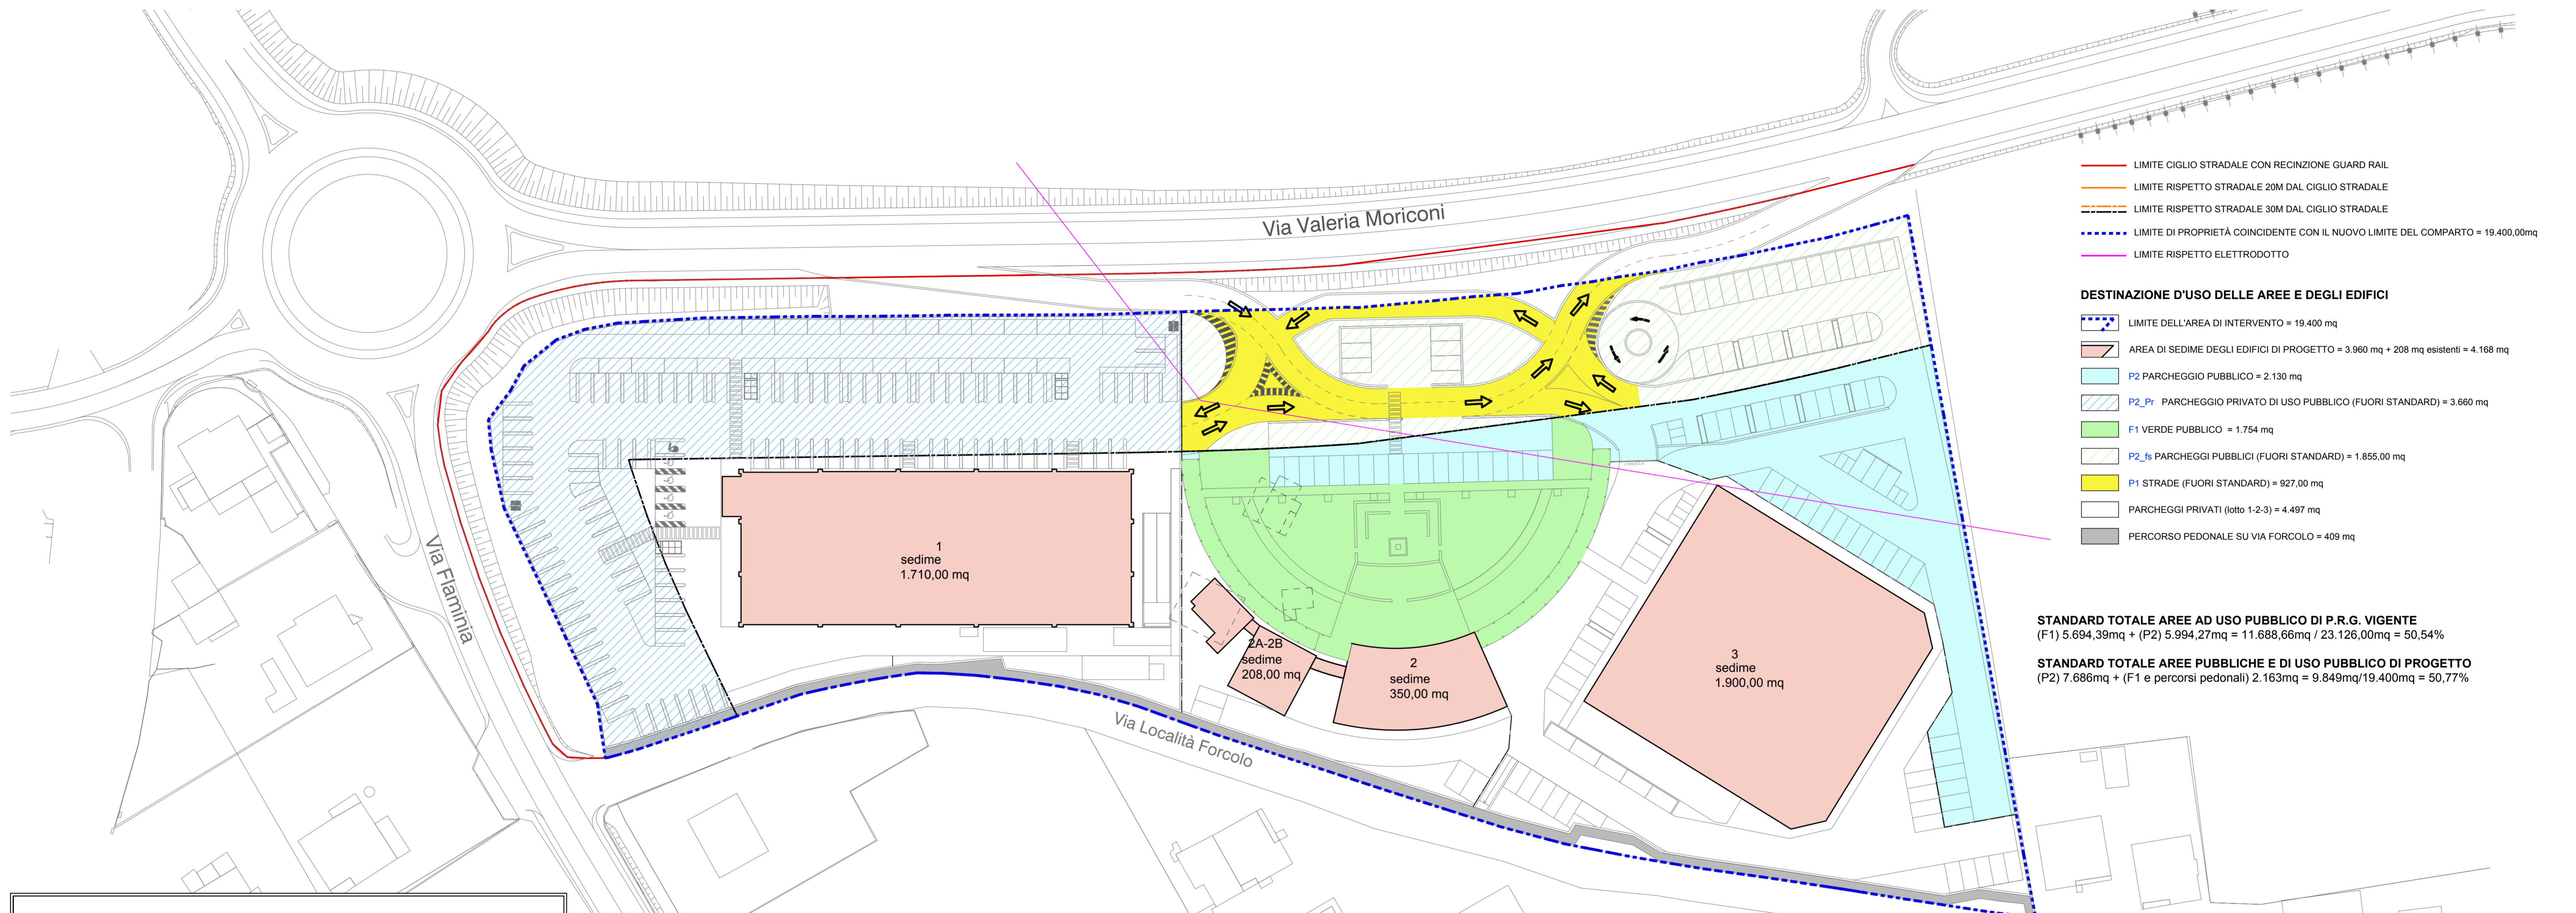 Via Valeria Moriconi
Via Flaminia
Via Località Forcolo
1
sedime
1.710,00 mq
2A-2B
sedime
208,00 mq
2
sedime
350,00 mq
3
sedime
1.900,00 mq
LIMITE CIGLIO STRADALE CON RECINZIONE GUARD RAIL
LIMITE RISPETTO STRADALE 20M DAL CIGLIO STRADALE
LIMITE RISPETTO STRADALE 30M DAL CIGLIO STRADALE
LIMITE DI PROPRIETÀ COINCIDENTE CON IL NUOVO LIMITE DEL COMPARTO = 19.400,00mq
LIMITE RISPETTO ELETTRODOTTO
DESTINAZIONE D'USO DELLE AREE E DEGLI EDIFICI
LIMITE DELL'AREA DI INTERVENTO = 19.400 mq
AREA DI SEDIME DEGLI EDIFICI DI PROGETTO = 3.960 mq + 208 mq esistenti = 4.168 mq
P2 PARCHEGGIO PUBBLICO = 2.130 mq
P2_Pr PARCHEGGIO PRIVATO DI USO PUBBLICO (FUORI STANDARD) = 3.660 mq
F1 VERDE PUBBLICO = 1.754 mq
P2_fs PARCHEGGI PUBBLICI (FUORI STANDARD) = 1.855,00 mq
P1 STRADE (FUORI STANDARD) = 927,00 mq
PARCHEGGI PRIVATI (lotto 1-2-3) = 4.497 mq
PERCORSO PEDONALE SU VIA FORCOLO = 409 mq
STANDARD TOTALE AREE AD USO PUBBLICO DI P.R.G. VIGENTE
(F1) 5.694,39mq + (P2) 5.994,27mq = 11.688,66mq / 23.126,00mq = 50,54%
STANDARD TOTALE AREE PUBBLICHE E DI USO PUBBLICO DI PROGETTO
(P2) 7.686mq + (F1 e percorsi pedonali) 2.163mq = 9.849mq/19.400mq = 50,77%